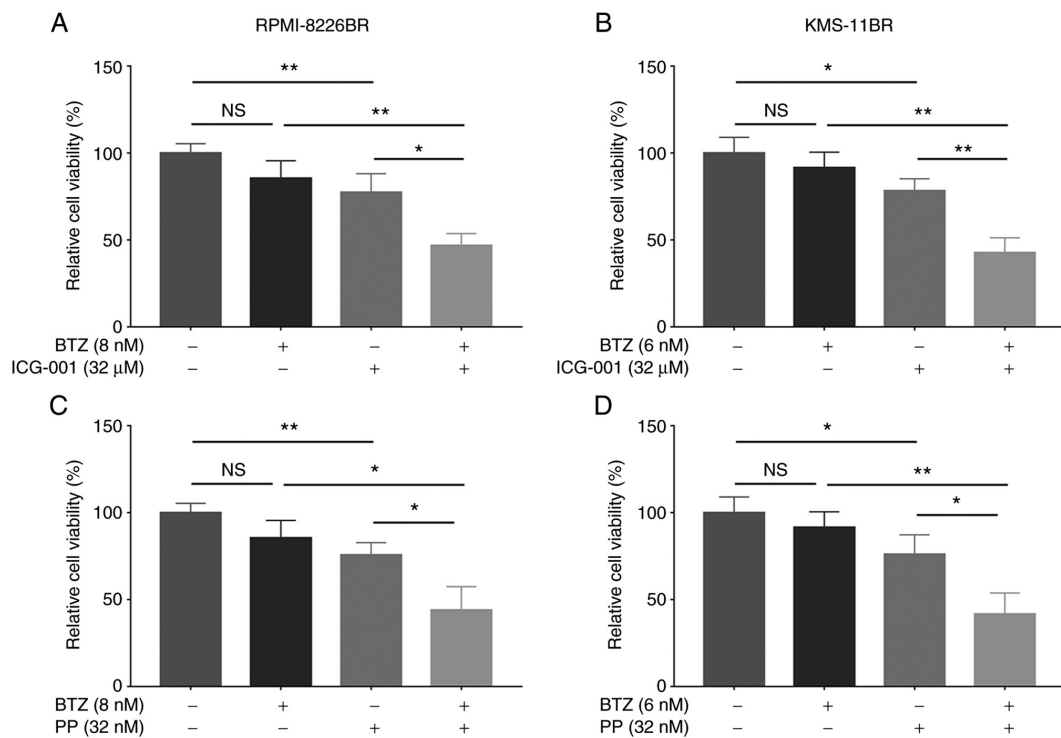 A
RPMI-8226BR
150
100
50
0
Relative cell viability (%)
**
NS
**
*
BTZ (8 nM) – + – +
ICG-001 (32 μM) – – + +
B
KMS-11BR
150
100
50
0
Relative cell viability (%)
*
NS
**
**
BTZ (6 nM) – + – +
ICG-001 (32 μM) – – + +
C
150
100
50
0
Relative cell viability (%)
**
NS
*
*
BTZ (8 nM) – + – +
PP (32 nM) – – + +
D
150
100
50
0
Relative cell viability (%)
*
NS
**
*
BTZ (6 nM) – + – +
PP (32 nM) – – + +